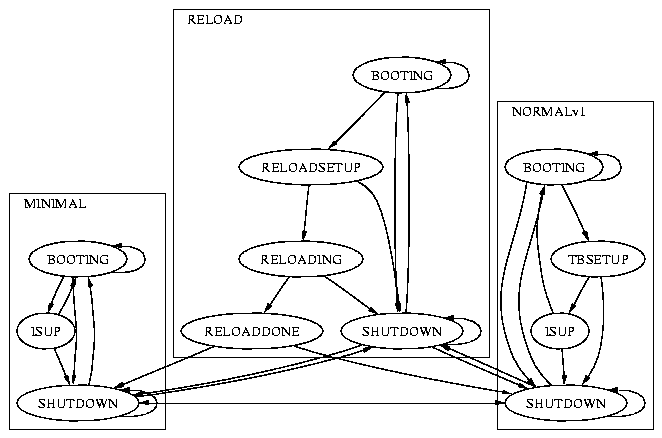 RELOAD
BOOTING
NORMALv1
RELOADSETUP
BOOTING
MINIMAL
BOOTING
RELOADING
TBSETUP
ISUP
RELOADDONE
SHUTDOWN
ISUP
SHUTDOWN
SHUTDOWN